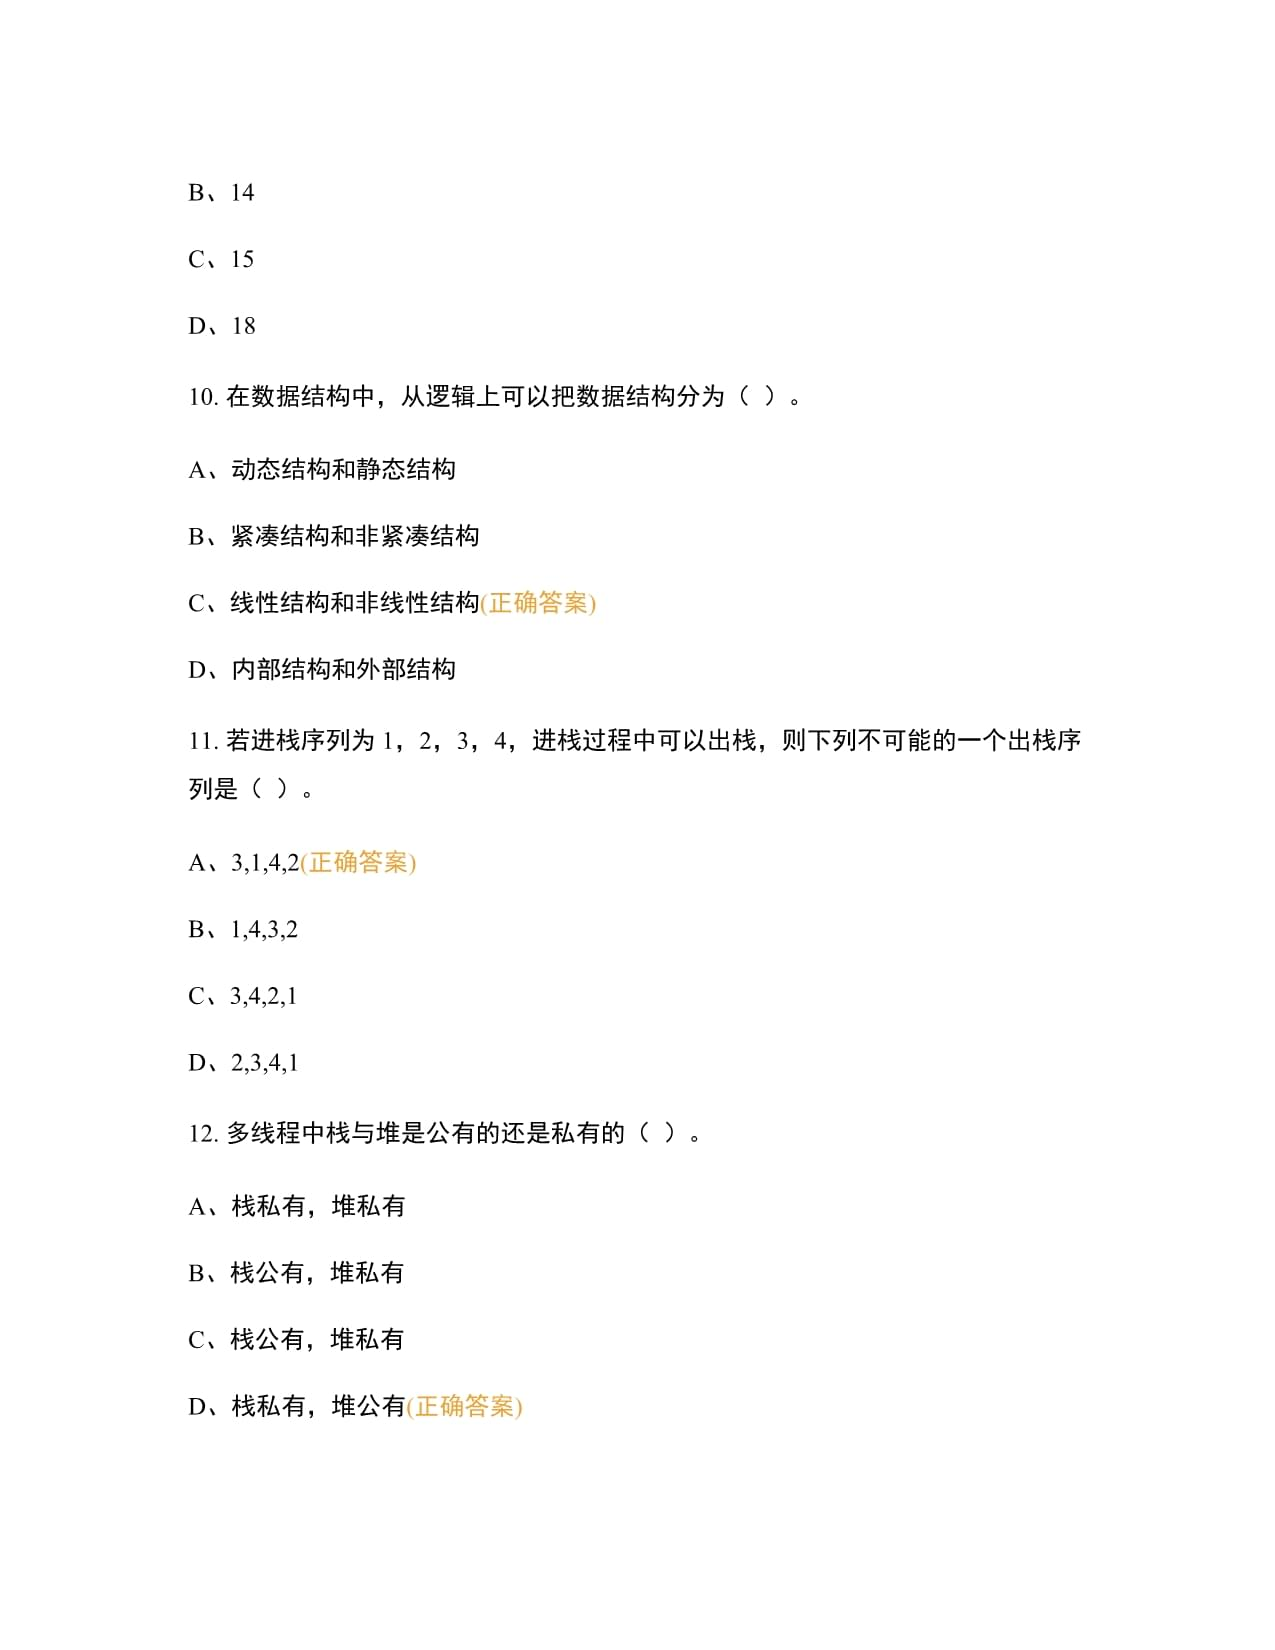 B、14
C、15
D、18
10. 在数据结构中，从逻辑上可以把数据结构分为（  ）。
A、动态结构和静态结构
B、紧凑结构和非紧凑结构
C、线性结构和非线性结构(正确答案)
D、内部结构和外部结构
11. 若进栈序列为 1，2，3，4，进栈过程中可以出栈，则下列不可能的一个出栈序
列是（  ）。
A、3,1,4,2(正确答案)
B、1,4,3,2
C、3,4,2,1
D、2,3,4,1
12. 多线程中栈与堆是公有的还是私有的（  ）。
A、栈私有，堆私有
B、栈公有，堆私有
C、栈公有，堆私有
D、栈私有，堆公有(正确答案)